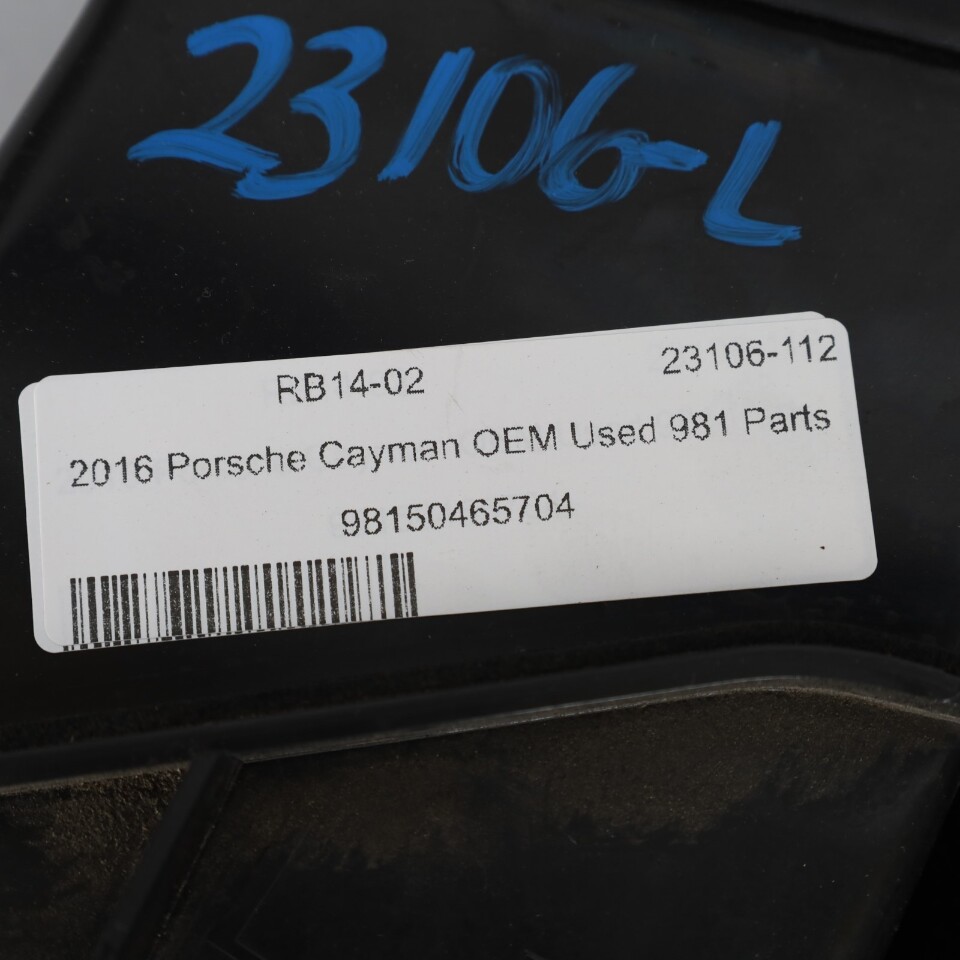 23106-L
RB14-02 23106-112
2016 Porsche Cayman OEM Used 981 Parts
98150465704